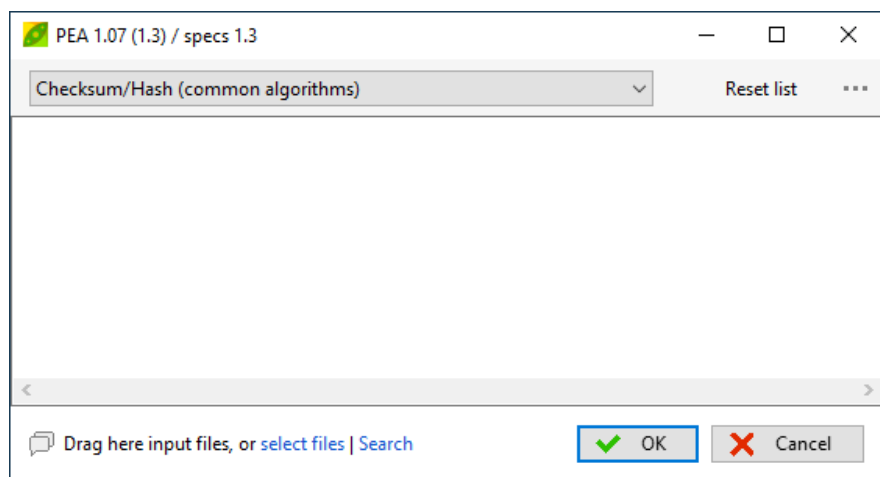 PEA 1.07 (1.3) / specs 1.3
Checksum/Hash (common algorithms)
Reset list
Drag here input files, or select files | Search
OK
Cancel